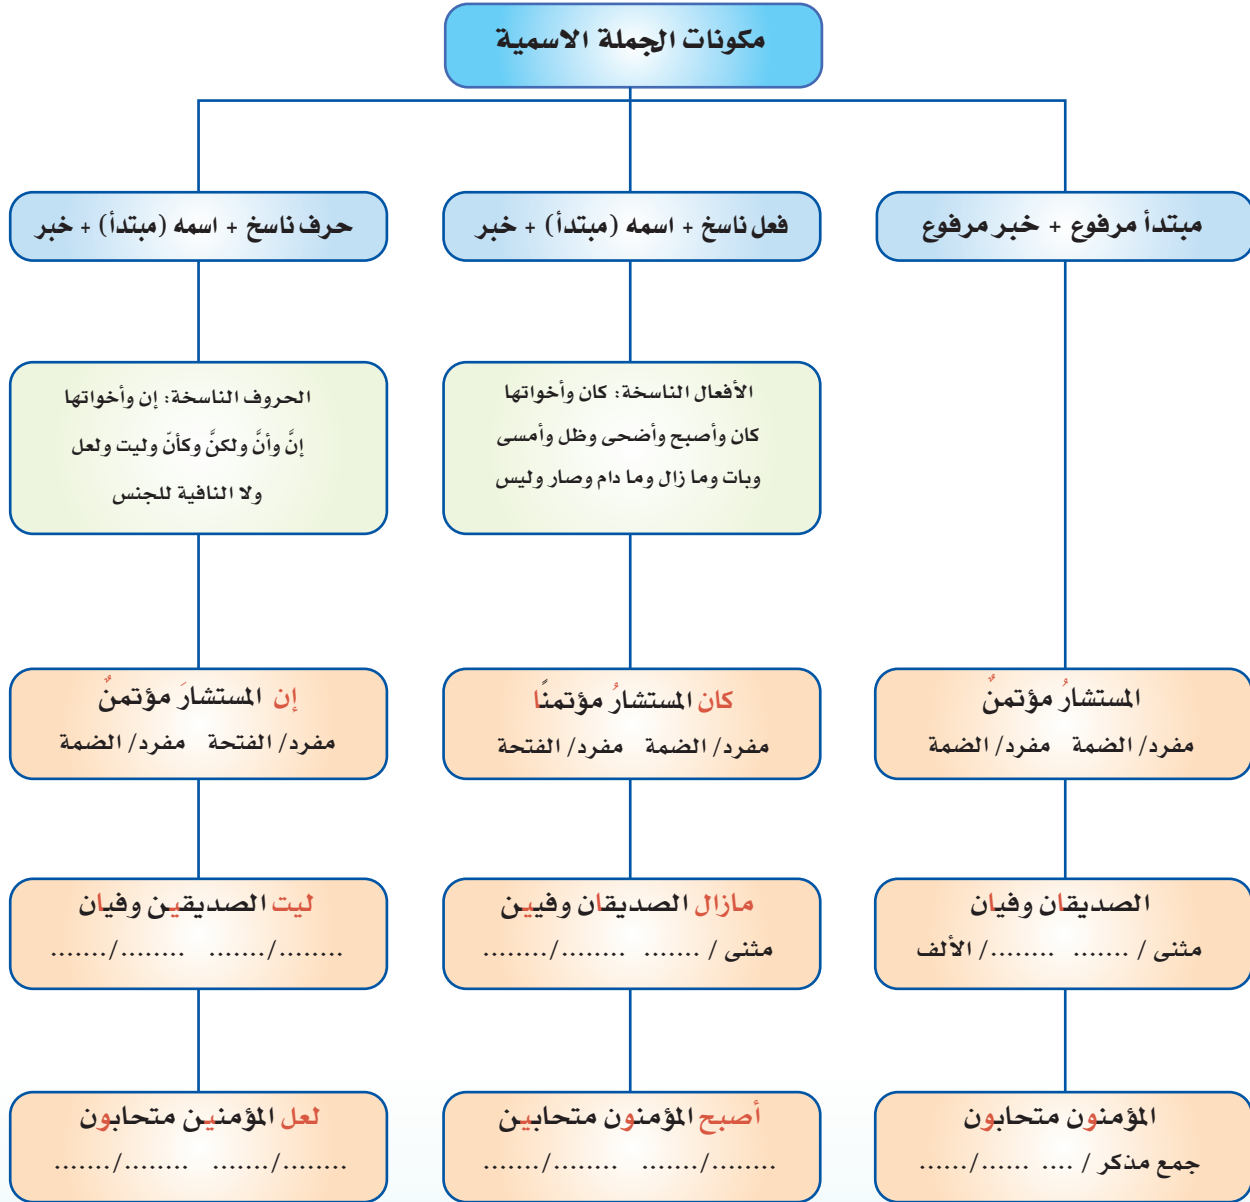 مكونات الجملة الاسمية
مبتدأ مرفوع + خبر مرفوع
فعل ناسخ + اسمه (مبتدأ) + خبر
حرف ناسخ + اسمه (مبتدأ) + خبر
الأفعال الناسخة: كان وأخواتها
كان وأصبح وأضحى وظل وأمسى
وبات وما زال وما دام وصار وليس
الحروف الناسخة: إن وأخواتها
إنَّ وأنَّ ولكنَّ وكأنّ وليت ولعل
ولا النافية للجنس
المستشارُ مؤتمنٌ
مفرد/ الضمة مفرد/ الضمة
كان المستشارُ مؤتمنًا
مفرد/ الضمة مفرد/ الفتحة
إن المستشارَ مؤتمنٌ
مفرد/ الفتحة مفرد/ الضمة
الصديقان وفيان
مثنى / ....... ......../ الألف
مازال الصديقان وفيين
مثنى / ....... ......../........
ليت الصديقين وفيان
......../....... ......../.......
المؤمنون متحابون
جمع مذكر / .... ....../......
أصبح المؤمنون متحابين
......../....... ......../........
لعل المؤمنين متحابون
......../....... ......../.......